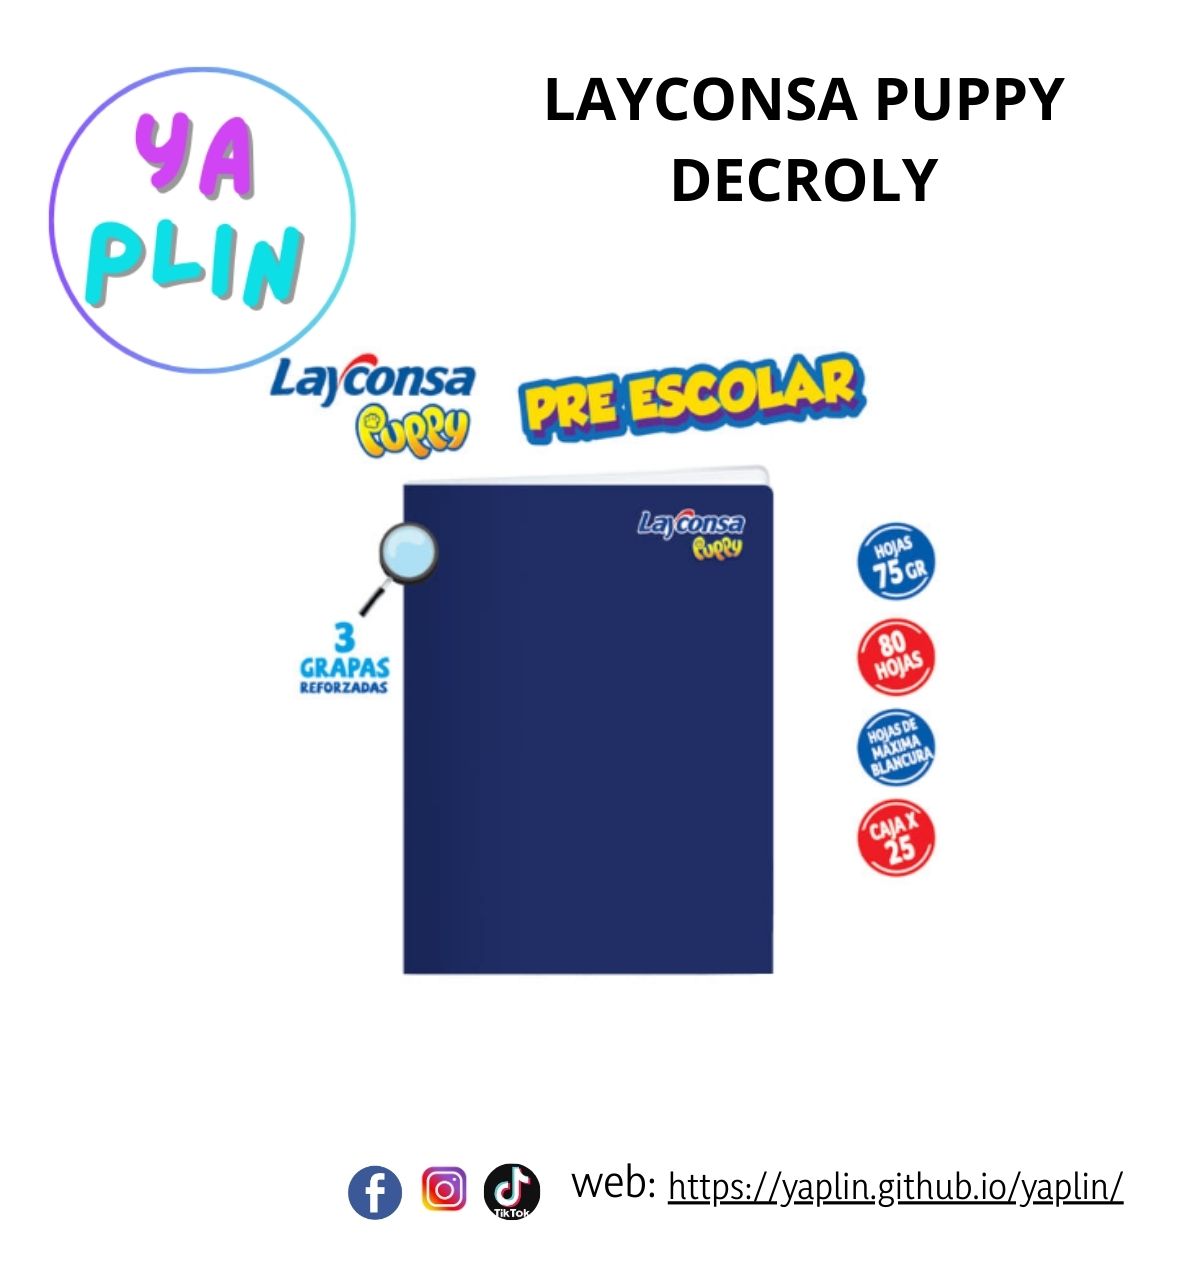 YA
PLIN
LAYCONSA PUPPY
DECROLY
Layconsa
Puppy
PRE ESCOLAR
Layconsa
Puppy
3
GRAPAS
REFORZADAS
HOJAS
75 GR
80
HOJAS
HOJAS DE
MÁXIMA
BLANCURA
CAJA X
25
TikTok
web: https://yaplin.github.io/yaplin/